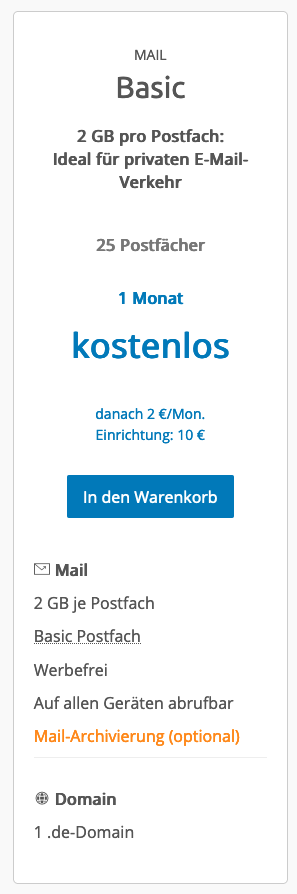 MAIL
Basic
2 GB pro Postfach:
Ideal für privaten E-Mail-
Verkehr
25 Postfächer
1 Monat
kostenlos
danach 2 €/Mon.
Einrichtung: 10 €
In den Warenkorb
Mail
2 GB je Postfach
Basic Postfach
Werbefrei
Auf allen Geräten abrufbar
Mail-Archivierung (optional)
Domain
1 .de-Domain